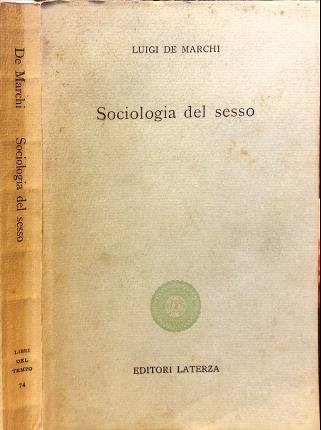 De Marchi Sociologia del sesso
LIBRI
DEL
TEMPO
74
LUIGI DE MARCHI
Sociologia del sesso
EDITORI LATERZA